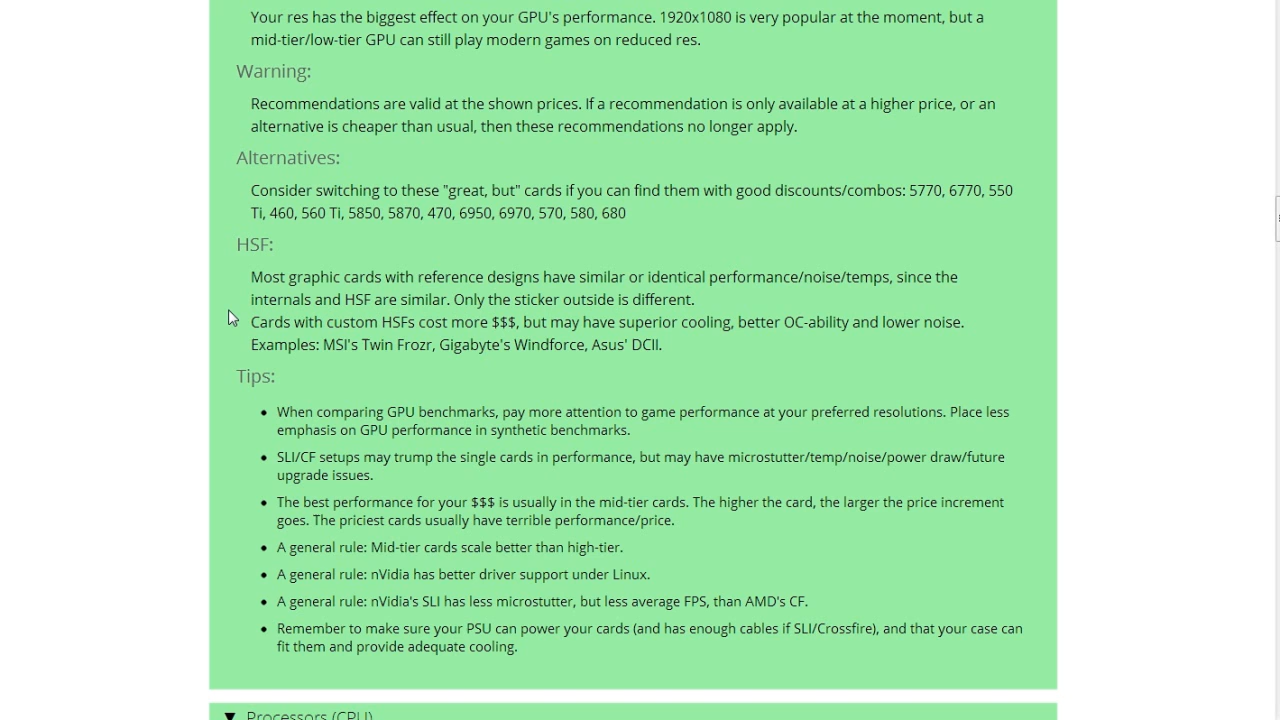 Your res has the biggest effect on your GPU's performance. 1920x1080 is very popular at the moment, but a
mid-tier/low-tier GPU can still play modern games on reduced res.
Warning:
Recommendations are valid at the shown prices. If a recommendation is only available at a higher price, or an
alternative is cheaper than usual, then these recommendations no longer apply.
Alternatives:
Consider switching to these "great, but" cards if you can find them with good discounts/combos: 5770, 6770, 550
Ti, 460, 560 Ti, 5850, 5870, 470, 6950, 6970, 570, 580, 680
HSF:
Most graphic cards with reference designs have similar or identical performance/noise/temps, since the
internals and HSF are similar. Only the sticker outside is different.
Cards with custom HSFs cost more $$$, but may have superior cooling, better OC-ability and lower noise.
Examples: MSI's Twin Frozr, Gigabyte's Windforce, Asus' DCII.
Tips:
• When comparing GPU benchmarks, pay more attention to game performance at your preferred resolutions. Place less
emphasis on GPU performance in synthetic benchmarks.
• SLI/CF setups may trump the single cards in performance, but may have microstutter/temp/noise/power draw/future
upgrade issues.
• The best performance for your $$$ is usually in the mid-tier cards. The higher the card, the larger the price increment
goes. The priciest cards usually have terrible performance/price.
• A general rule: Mid-tier cards scale better than high-tier.
• A general rule: nVidia has better driver support under Linux.
• A general rule: nVidia's SLI has less microstutter, but less average FPS, than AMD's CF.
• Remember to make sure your PSU can power your cards (and has enough cables if SLI/Crossfire), and that your case can
fit them and provide adequate cooling.
▼ Processors (CPU)